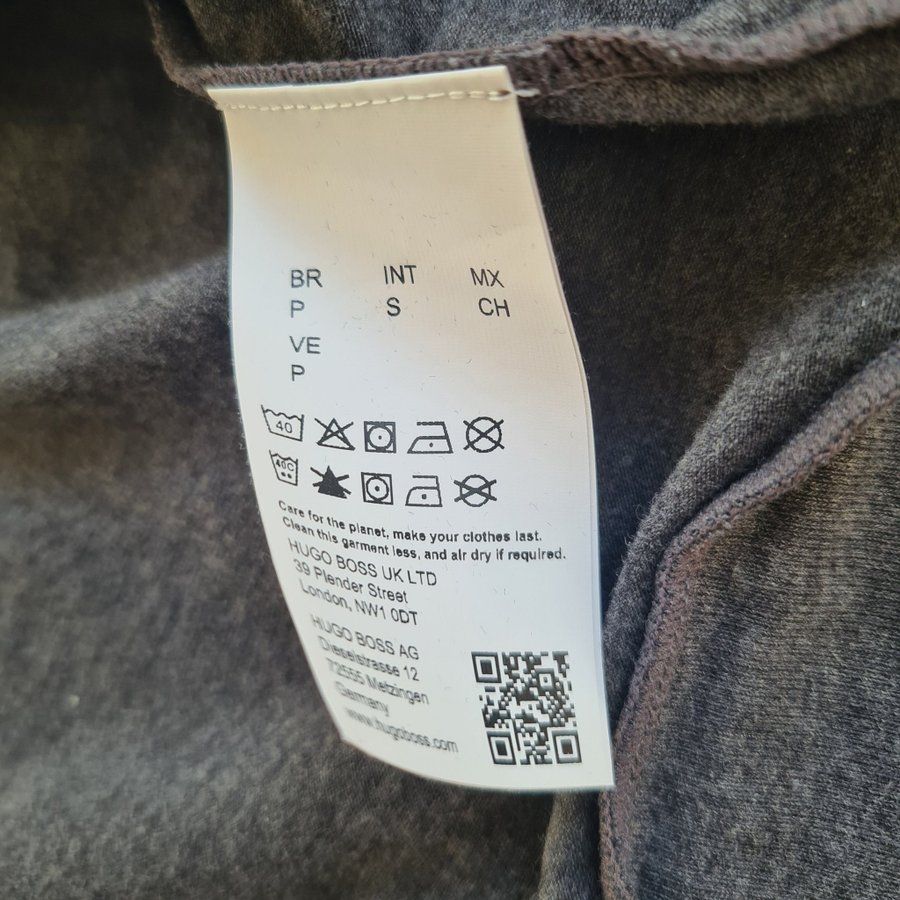 BR INT MX
P S CH
VE
P
40
40C
Care for the planet, make your clothes last.
Clean this garment less, and air dry if required.
HUGO BOSS UK LTD
39 Plender Street
London, NW1 0DT
HUGO BOSS AG
Dieselstrasse 12
72555 Metzingen
Germany
www.hugoboss.com